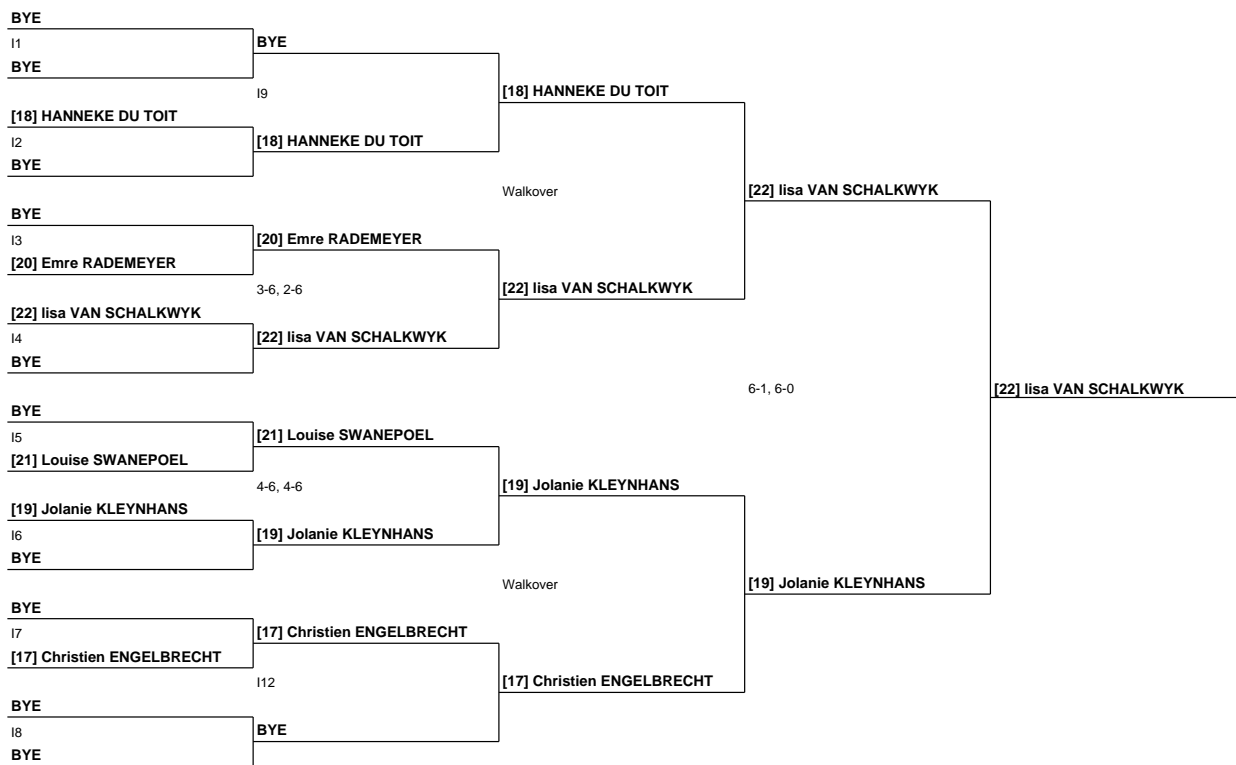 BYE
I1
BYE
BYE
I9
[18] HANNEKE DU TOIT
[18] HANNEKE DU TOIT
I2
[18] HANNEKE DU TOIT
BYE
Walkover
[22] lisa VAN SCHALKWYK
BYE
I3
[20] Emre RADEMEYER
[20] Emre RADEMEYER
3-6, 2-6
[22] lisa VAN SCHALKWYK
[22] lisa VAN SCHALKWYK
I4
[22] lisa VAN SCHALKWYK
BYE
6-1, 6-0
[22] lisa VAN SCHALKWYK
BYE
I5
[21] Louise SWANEPOEL
[21] Louise SWANEPOEL
4-6, 4-6
[19] Jolanie KLEYNHANS
[19] Jolanie KLEYNHANS
I6
[19] Jolanie KLEYNHANS
BYE
Walkover
[19] Jolanie KLEYNHANS
BYE
I7
[17] Christien ENGELBRECHT
[17] Christien ENGELBRECHT
I12
[17] Christien ENGELBRECHT
BYE
I8
BYE
BYE